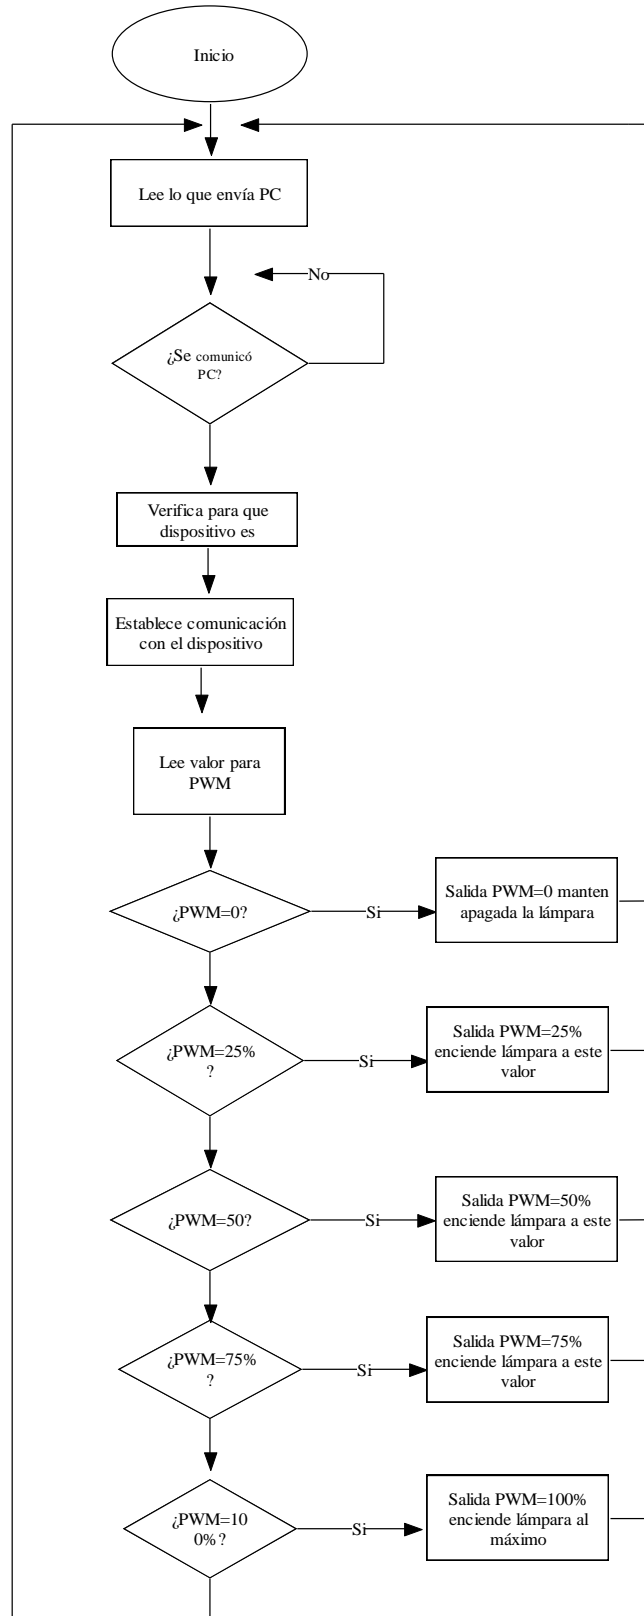 Inicio
Lee lo que envía PC
No
¿Se comunicó
PC?
Verifica para que
dispositivo es
Establece comunicación
con el dispositivo
Lee valor para
PWM
¿PWM=0?
Si
Salida PWM=0 manten
apagada la lámpara
¿PWM=25%
?
Si
Salida PWM=25%
enciende lámpara a este
valor
¿PWM=50?
Si
Salida PWM=50%
enciende lámpara a este
valor
¿PWM=75%
?
Si
Salida PWM=75%
enciende lámpara a este
valor
¿PWM=10
0%?
Si
Salida PWM=100%
enciende lámpara al
máximo